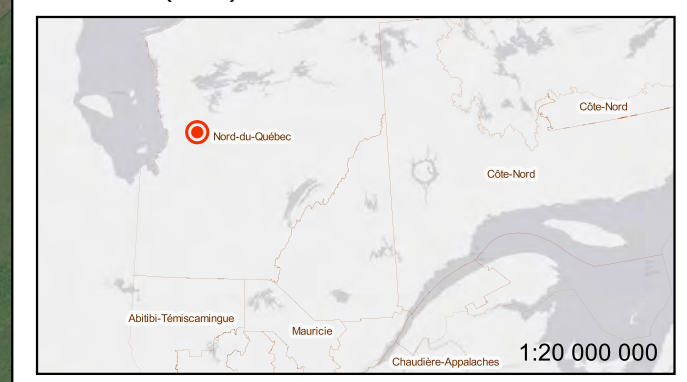 Côte-Nord
Nord-du-Québec
Côte-Nord
Abitibi-Témiscamingue
Mauricie
Chaudière-Appalaches
1:20 000 000